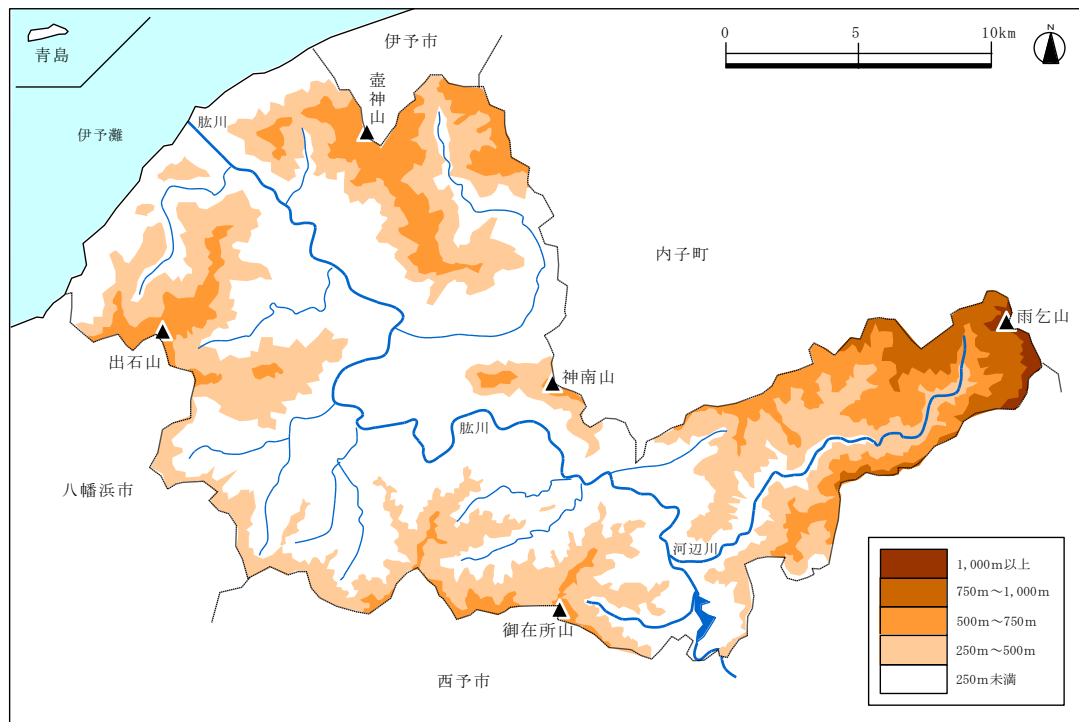 青島
伊予市
0 5 10km
壺神山
肱川
伊予灘
内子町
雨乞山
出石山
神南山
肱川
八幡浜市
河辺川
御在所山
西予市
1,000m以上
750m～1,000m
500m～750m
250m～500m
250m未満